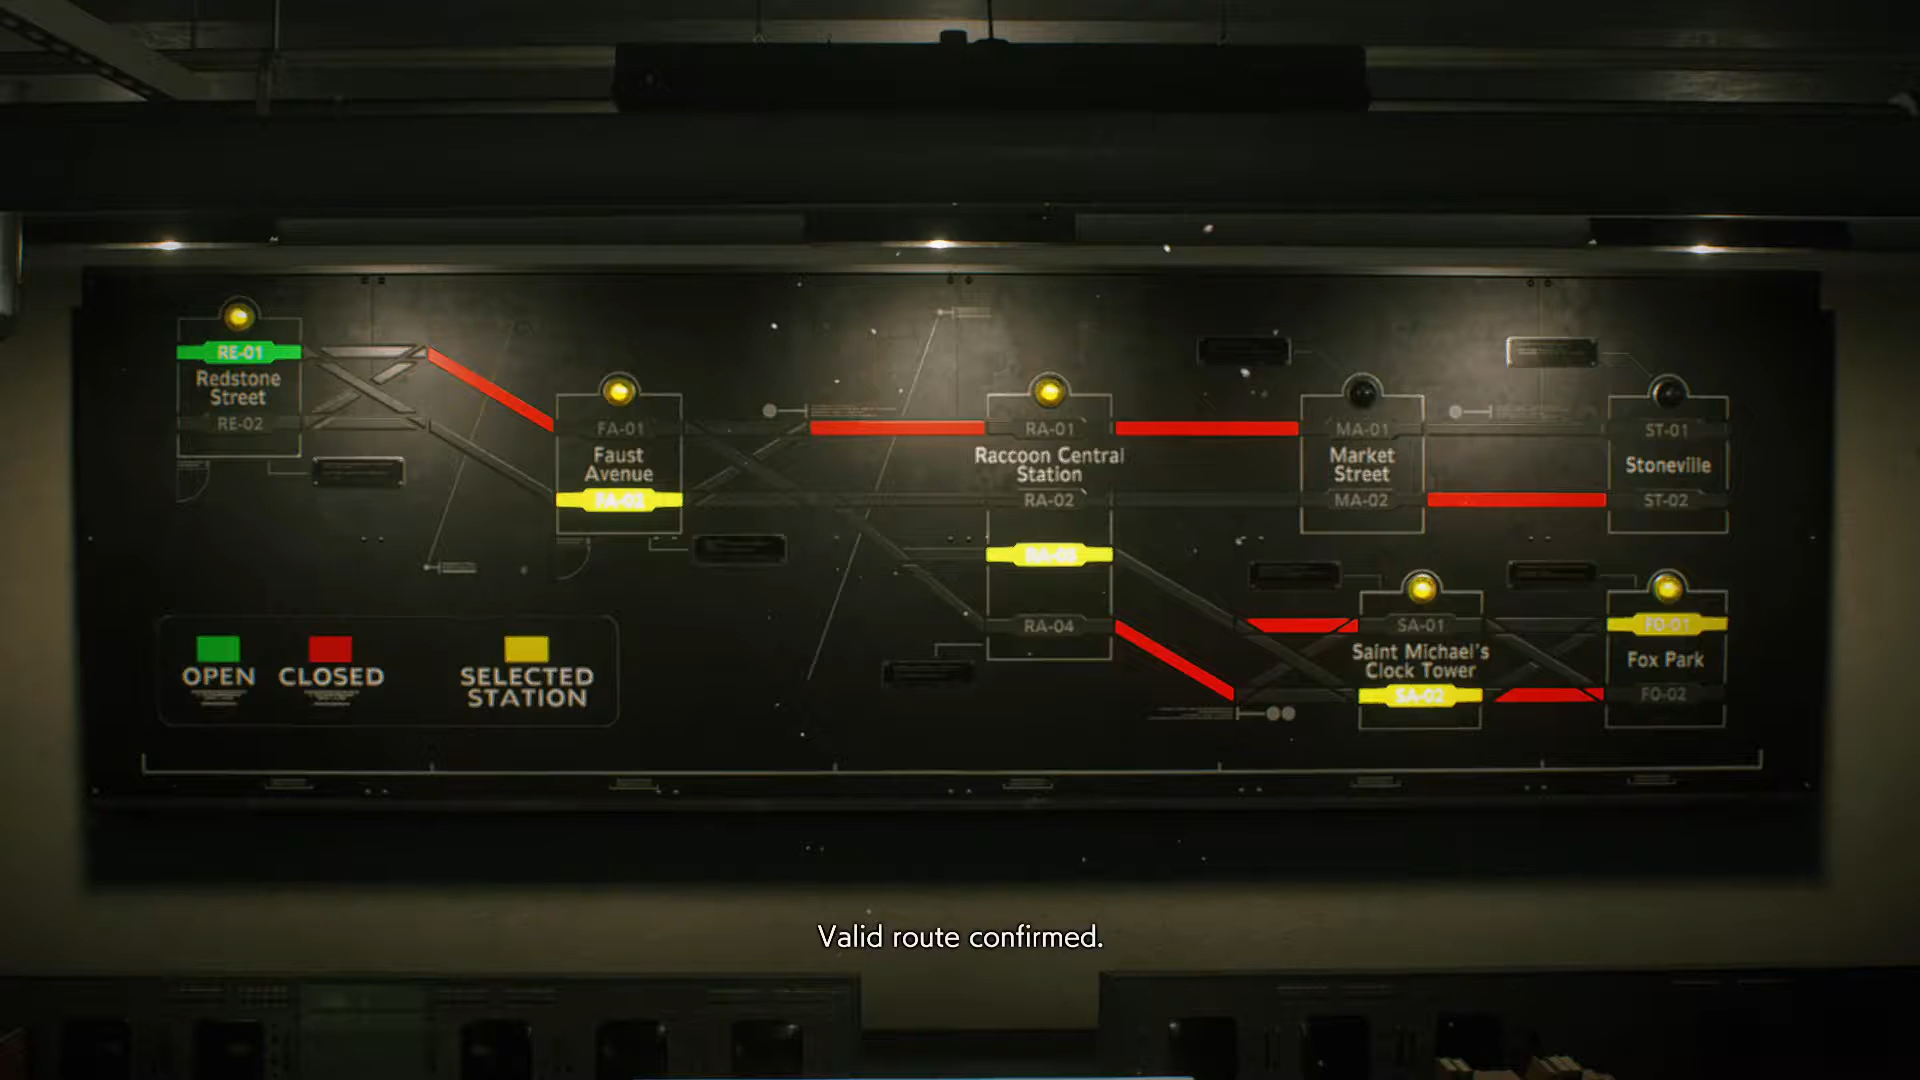 RE-01
Redstone
Street
RE-02
FA-01
Faust
Avenue
FA-02
RA-01
Raccoon Central
Station
RA-02
RA-04
MA-01
Market
Street
MA-02
ST-01
Stoneville
ST-02
SA-01
Saint Michael's
Clock Tower
SA-02
FO-01
Fox Park
FO-02
OPEN
CLOSED
SELECTED
STATION
Valid route confirmed.